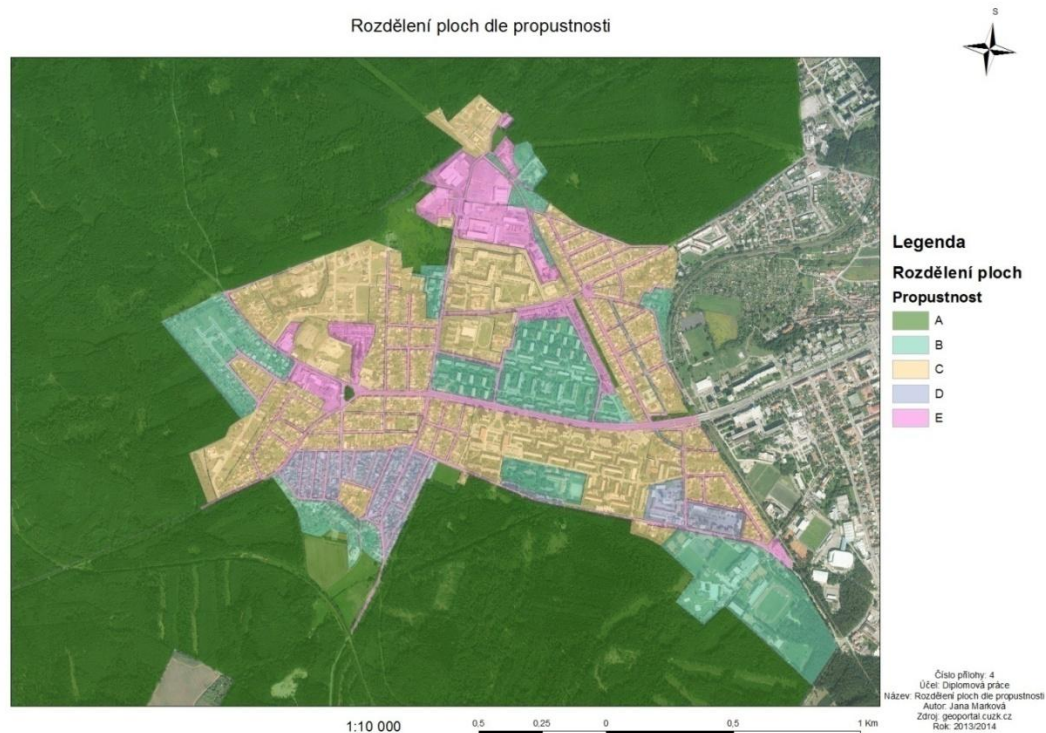 Rozdělení ploch dle propustnosti
S
Legenda
Rozdělení ploch
Propustnost
A
B
C
D
E
1:10 000
0,5 0,25 0 0,5 1 Km
Číslo přílohy: 4
Účel: Diplomová práce
Název: Rozdělení ploch dle propustnosti
Autor: Jana Marková
Zdroj: geoportal.cuzk.cz
Rok: 2013/2014